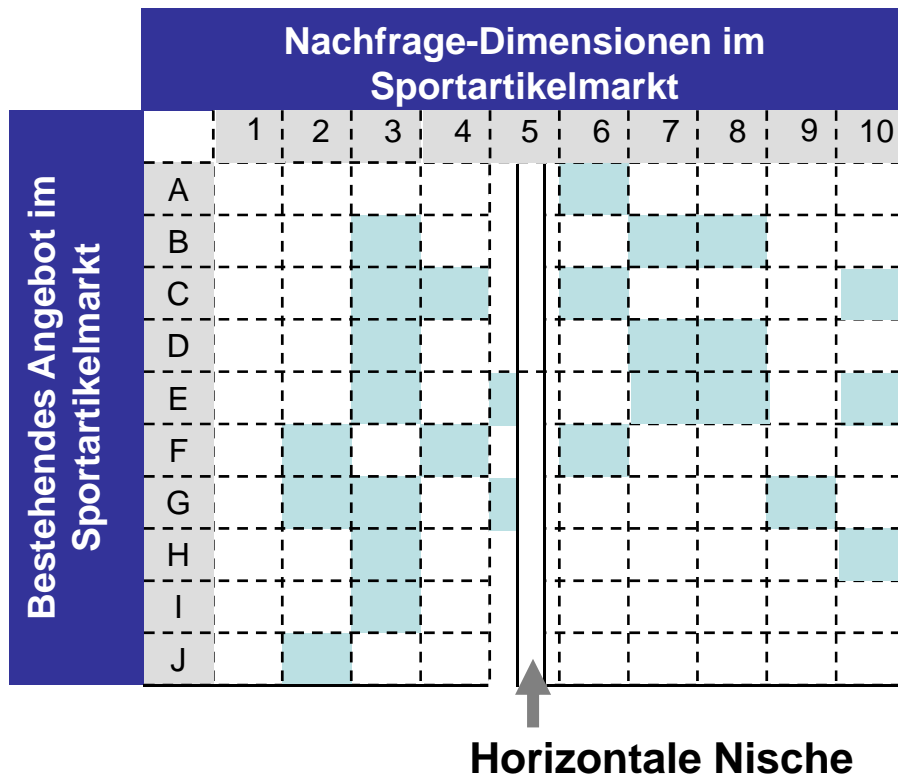 Nachfrage-Dimensionen im
Sportartikelmarkt
Bestehendes Angebot im
Sportartikelmarkt
1 2 3 4 5 6 7 8 9 10
A
B
C
D
E
F
G
H
I
J
Horizontale Nische